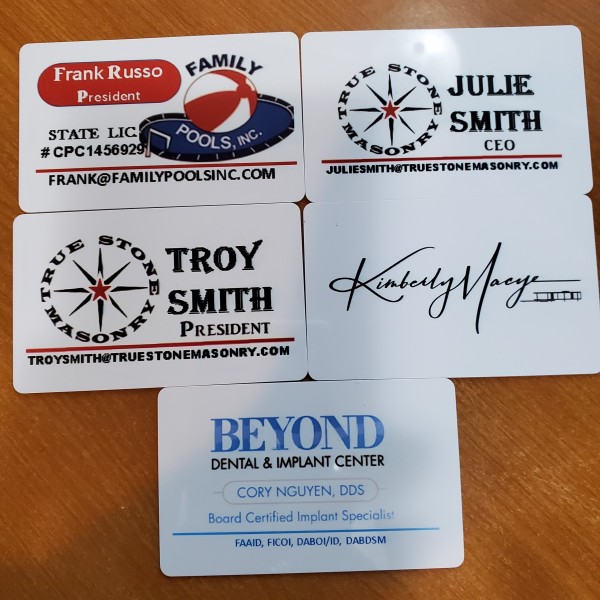 Frank Russo
President
FAMILY
POOLS, INC.
STATE LIC.
# CPC1456929
FRANK@FAMILYPOOLSINC.COM
TRUE STONE
MASONRY
JULIE
SMITH
CEO
JULIESMITH@TRUESTONEMASONRY.COM
TRUE STONE
MASONRY
TROY
SMITH
PRESIDENT
TROYSMITH@TRUESTONEMASONRY.COM
Kimberly Macye
BEYOND
DENTAL & IMPLANT CENTER
CORY NGUYEN, DDS
Board Certified Implant Specialist
FAAID, FICOI, DABOI/ID, DABDSM